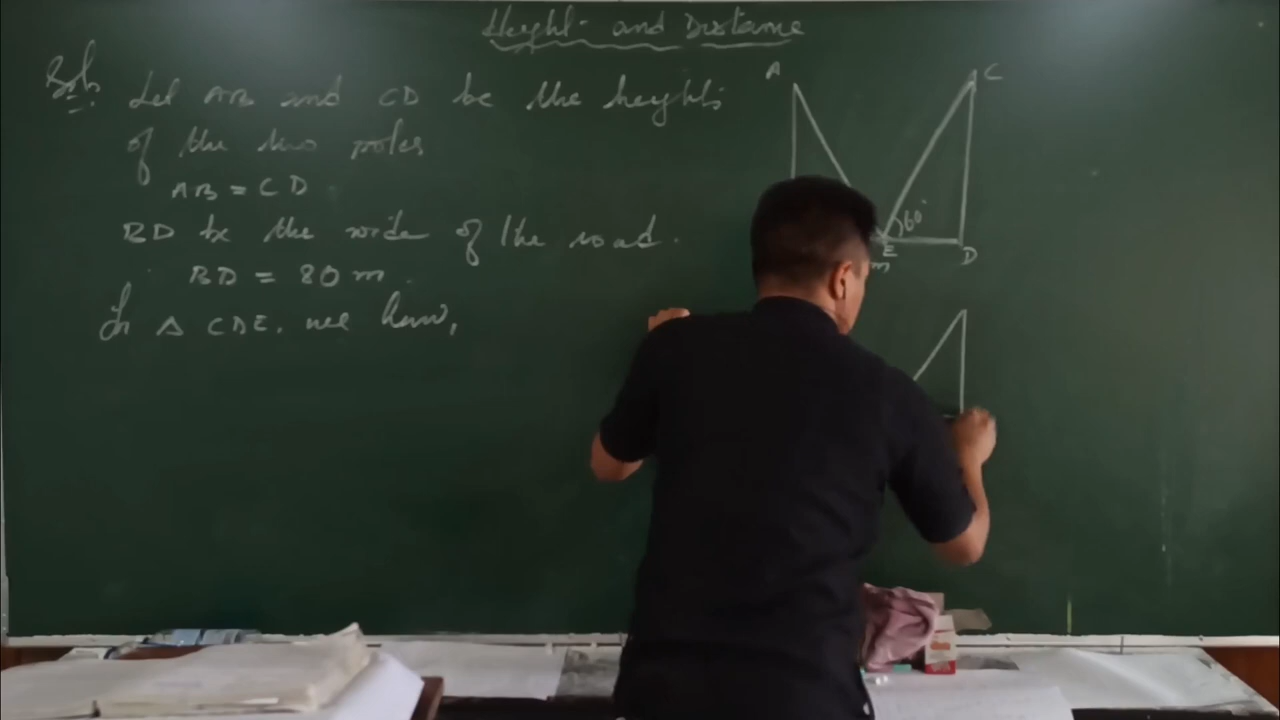 Height and Distance
Soln.
Let AB and CD be the heights
of the two poles
AB = CD
BD be the wide of the road.
BD = 80 m.
In △ CDE, we have,
A
C
60°
E
D
m